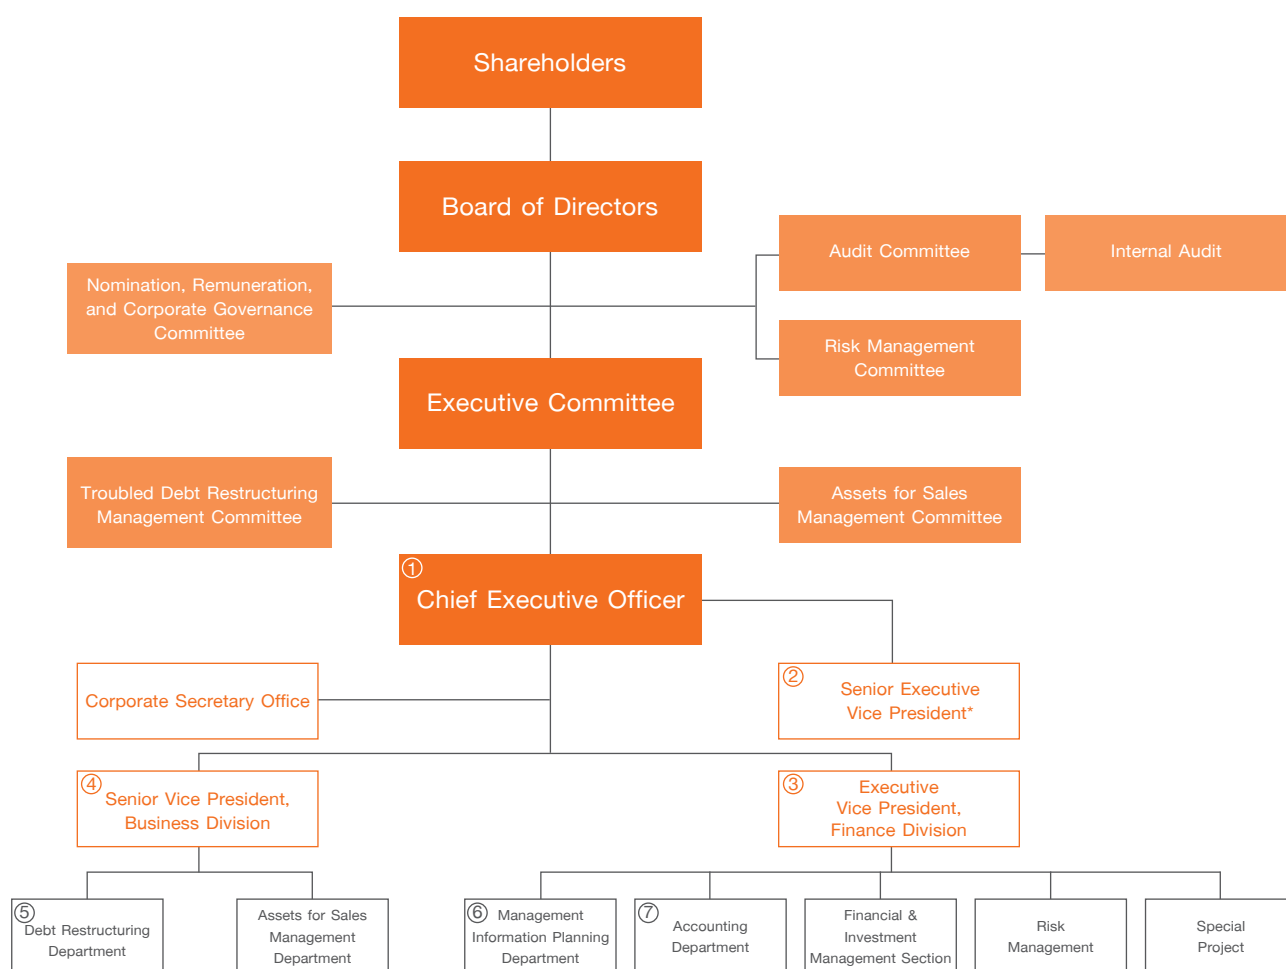 Shareholders
Board of Directors
Audit Committee
Internal Audit
Nomination, Remuneration,
and Corporate Governance
Committee
Risk Management
Committee
Executive Committee
Troubled Debt Restructuring
Management Committee
Assets for Sales
Management Committee
①
Chief Executive Officer
Corporate Secretary Office
②
Senior Executive
Vice President*
④
Senior Vice President,
Business Division
③
Executive
Vice President,
Finance Division
⑤
Debt Restructuring
Department
Assets for Sales
Management
Department
⑥
Management
Information Planning
Department
⑦
Accounting
Department
Financial &
Investment
Management Section
Risk
Management
Special
Project